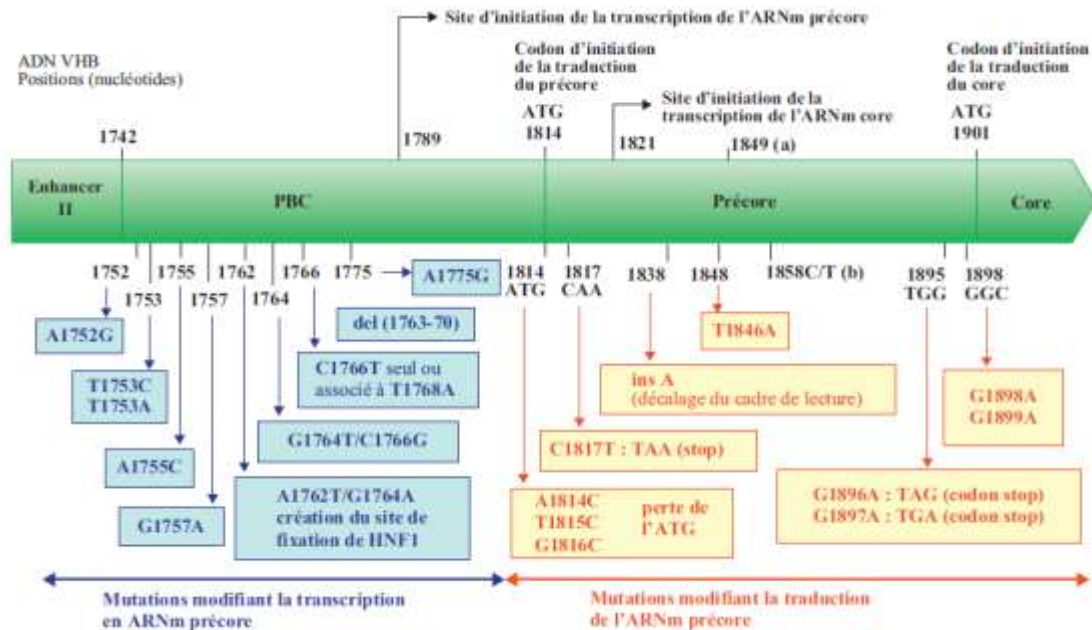 Site d'initiation de la transcription de l'ARNm précore
ADN VHB
Positions (nucléotides)
Codon d'initiation
de la traduction
du précore
ATG
1814
Codon d'initiation
de la traduction
du core
ATG
1901
Site d'initiation de la
transcription de l'ARNm core
1742
1789
1821
1849 (a)
Enhancer
II
PBC
Précore
Core
1752
1753
1755
1757
1762
1764
1766
1775
A1775G
1814
ATG
1817
CAA
1838
1848
1858C/T (b)
1895
TGG
1898
GGC
A1752G
del (1763-70)
T1846A
T1753C
T1753A
C1766T seul ou
associé à T1768A
ins A
(décalage du cadre de lecture)
G1898A
G1899A
A1755C
G1764T/C1766G
C1817T : TAA (stop)
G1757A
A1762T/G1764A
création du site de
fixation de HNF1
A1814C
T1815C
G1816C
perte de
l'ATG
G1896A : TAG (codon stop)
G1897A : TGA (codon stop)
Mutations modifiant la transcription
en ARNm précore
Mutations modifiant la traduction
de l'ARNm précore